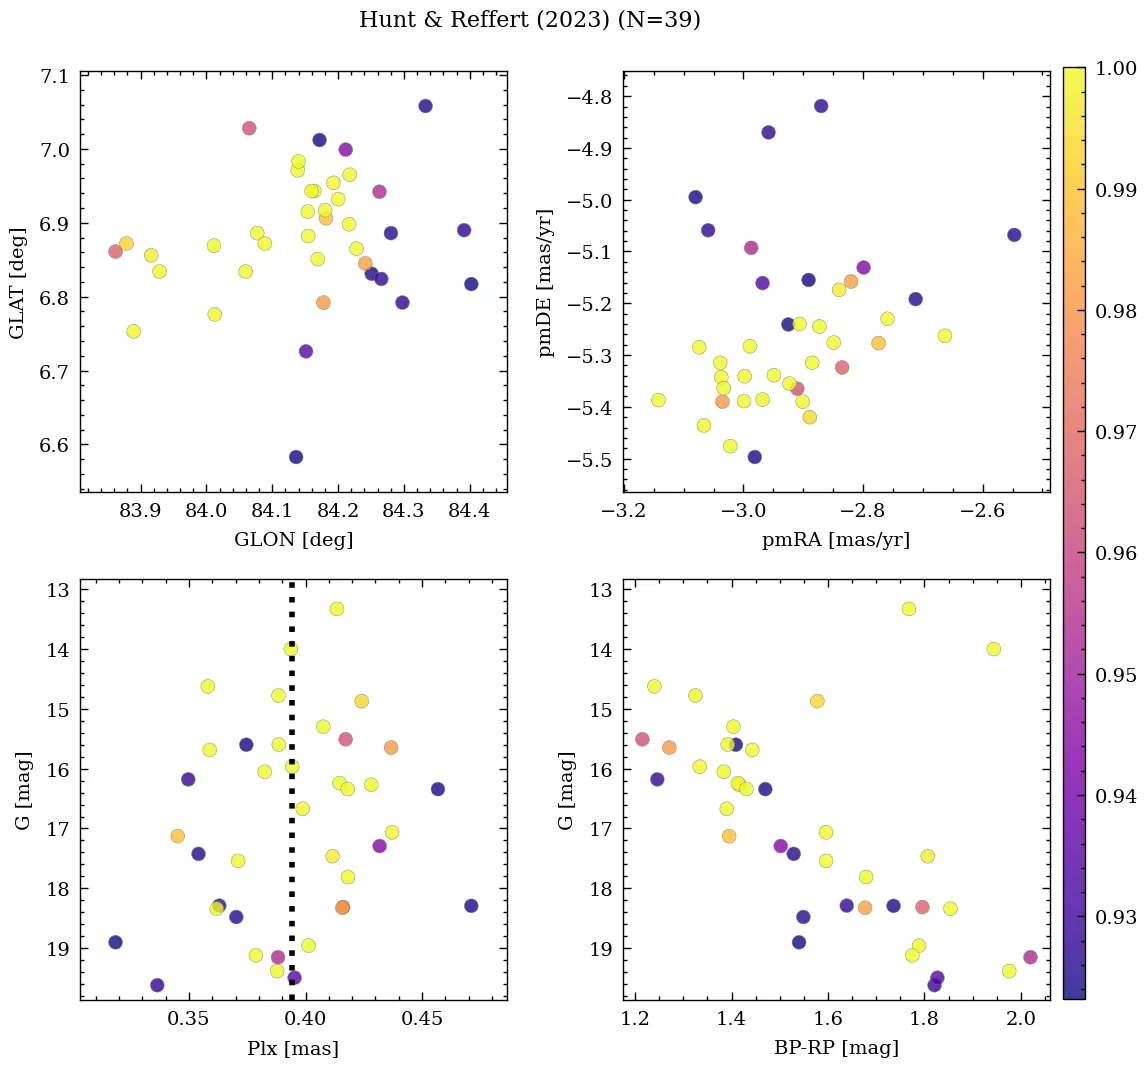 Hunt & Reffert (2023) (N=39)
7.1
7.0
6.9
6.8
6.7
6.6
GLAT [deg]
83.9 84.0 84.1 84.2 84.3 84.4
GLON [deg]
−4.8
−4.9
−5.0
−5.1
−5.2
−5.3
−5.4
−5.5
pmDE [mas/yr]
−3.2 −3.0 −2.8 −2.6
pmRA [mas/yr]
13
14
15
16
17
18
19
G [mag]
0.35 0.40 0.45
Plx [mas]
13
14
15
16
17
18
19
G [mag]
1.2 1.4 1.6 1.8 2.0
BP-RP [mag]
1.00
0.99
0.98
0.97
0.96
0.95
0.94
0.93